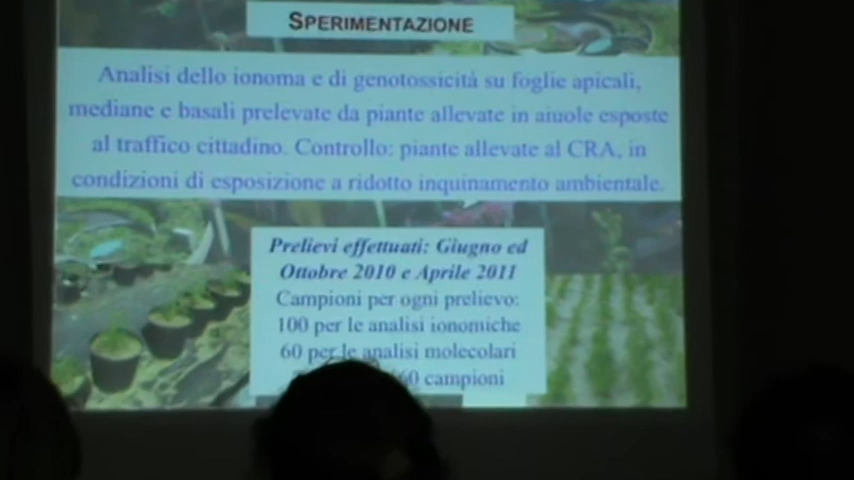 SPERIMENTAZIONE
Analisi dello ionoma e di genotossicità su foglie apicali,
mediane e basali prelevate da piante allevate in aiuole esposte
al traffico cittadino. Controllo: piante allevate al CRA, in
condizioni di esposizione a ridotto inquinamento ambientale.
Prelievi effettuati: Giugno ed
Ottobre 2010 e Aprile 2011
Campioni per ogni prelievo:
100 per le analisi ionomiche
60 per le analisi molecolari
campioni